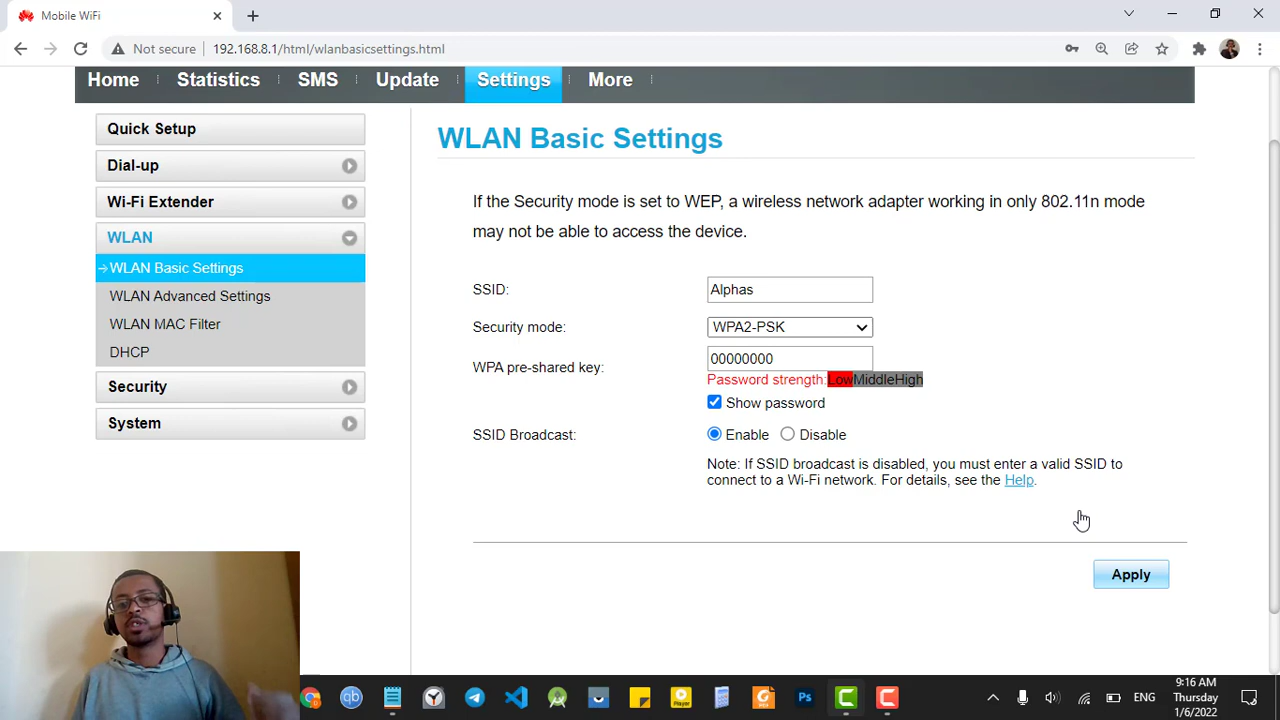 Mobile WiFi
Not secure 192.168.8.1/html/wlanbasicsettings.html
Home Statistics SMS Update Settings More
Quick Setup
Dial-up
Wi-Fi Extender
WLAN
WLAN Basic Settings
WLAN Advanced Settings
WLAN MAC Filter
DHCP
Security
System
WLAN Basic Settings
If the Security mode is set to WEP, a wireless network adapter working in only 802.11n mode
may not be able to access the device.
SSID: Alphas
Security mode: WPA2-PSK
WPA pre-shared key: 00000000
Password strength:LowMiddleHigh
Show password
SSID Broadcast: Enable Disable
Note: If SSID broadcast is disabled, you must enter a valid SSID to
connect to a Wi-Fi network. For details, see the Help.
Apply
qb Player Ps C C ENG
9:16 AM
Thursday
1/6/2022